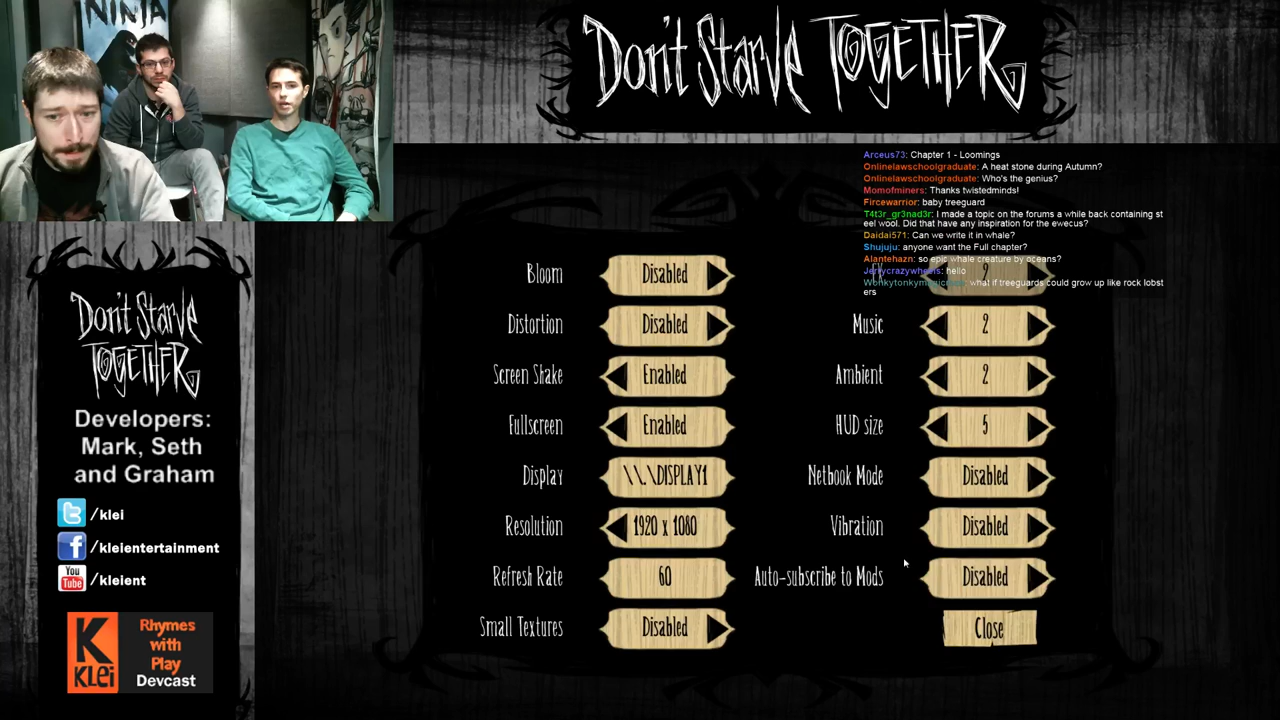 NINJA
Don't Starve TOGETHER
Arceus73: Chapter 1 - Loomings
Onlinelawschoolgraduate: A heat stone during Autumn?
Onlinelawschoolgraduate: Who's the genius?
Momofminers: Thanks twistedminds!
Fircewarrior: baby treeguard
T4t3r_gr3nad3r: I made a topic on the forums a while back containing st
eel wool. Did that have any inspiration for the ewecus?
Daidai571: Can we write it in whale?
Shujuju: anyone want the Full chapter?
Alantehazn: so epic whale creature by oceans?
Jerrycrazywheels: hello
what if treeguards could grow up like rock lobst
ers
Bloom Disabled
Distortion Disabled
Screen Shake Enabled
Fullscreen Enabled
Display \\.\DISPLAY1
Resolution 1920 x 1080
Refresh Rate 60
Small Textures Disabled
FX
Music 2
Ambient 2
HUD size 5
Netbook Mode Disabled
Vibration Disabled
Auto-subscribe to Mods Disabled
Close
Don't Starve
TOGETHER
Developers:
Mark, Seth
and Graham
/klei
/kleientertainment
You
Tube
/kleient
K
KLEi
Rhymes
with
Play
Devcast